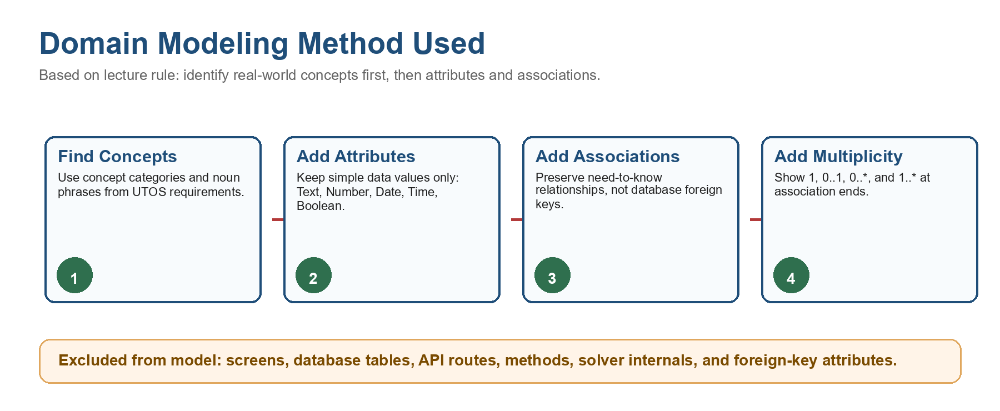 Domain Modeling Method Used
Based on lecture rule: identify real-world concepts first, then attributes and associations.
Find Concepts
Use concept categories and noun
phrases from UTOS requirements.
1
Add Attributes
Keep simple data values only:
Text, Number, Date, Time,
Boolean.
2
Add Associations
Preserve need-to-know
relationships, not database foreign
keys.
3
Add Multiplicity
Show 1, 0..1, 0..*, and 1..* at
association ends.
4
Excluded from model: screens, database tables, API routes, methods, solver internals, and foreign-key attributes.